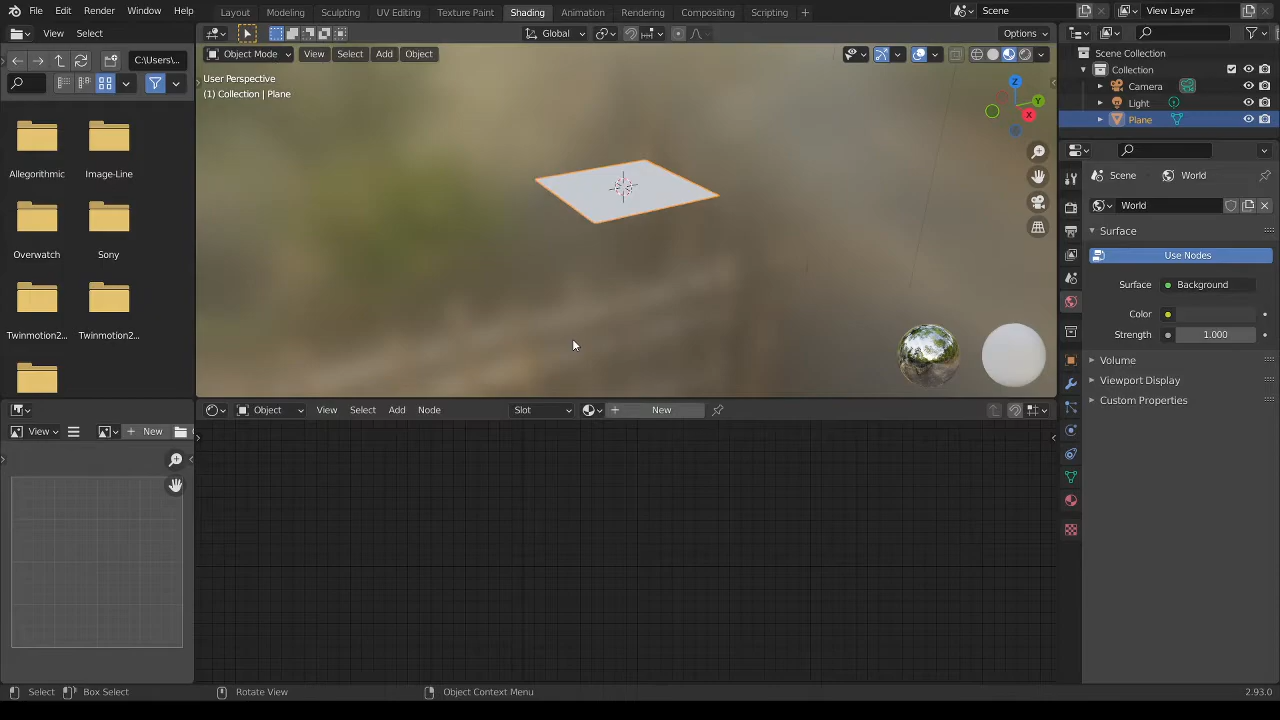 File Edit Render Window Help Layout Modeling Sculpting UV Editing Texture Paint Shading Animation Rendering Compositing Scripting + Scene View Layer
View Select Global Options
C:\Users\...
Object Mode View Select Add Object
User Perspective
(1) Collection | Plane
Z
Y
X
Allegorithmic Image-Line
Overwatch Sony
Twinmotion2... Twinmotion2...
Scene Collection
Collection
Camera
Light
Plane
Scene World
World
Surface
Use Nodes
Surface Background
Color
Strength 1.000
Volume
Viewport Display
Custom Properties
Object View Select Add Node Slot + New
View + New
Select Box Select Rotate View Object Context Menu 2.93.0